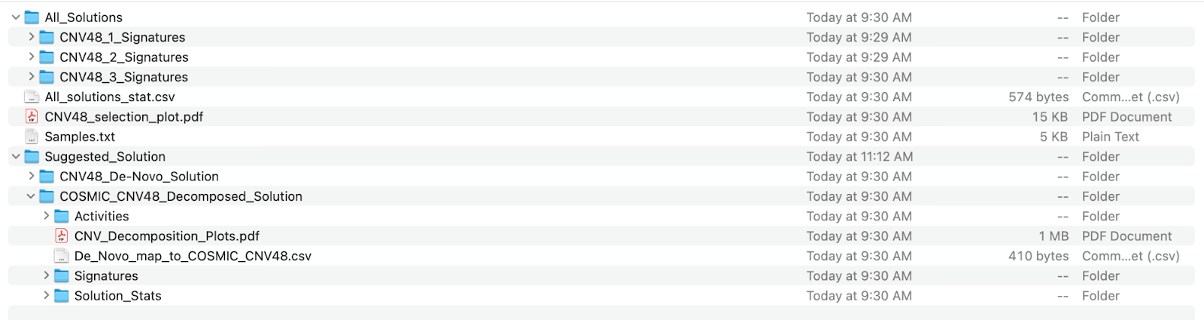 All_Solutions Today at 9:30 AM -- Folder
CNV48_1_Signatures Today at 9:29 AM -- Folder
CNV48_2_Signatures Today at 9:29 AM -- Folder
CNV48_3_Signatures Today at 9:30 AM -- Folder
All_solutions_stat.csv Today at 9:30 AM 574 bytes Comm...et (.csv)
CNV48_selection_plot.pdf Today at 9:30 AM 15 KB PDF Document
Samples.txt Today at 9:30 AM 5 KB Plain Text
Suggested_Solution Today at 11:12 AM -- Folder
CNV48_De-Novo_Solution Today at 9:30 AM -- Folder
COSMIC_CNV48_Decomposed_Solution Today at 9:30 AM -- Folder
Activities Today at 9:30 AM -- Folder
CNV_Decomposition_Plots.pdf Today at 9:30 AM 1 MB PDF Document
De_Novo_map_to_COSMIC_CNV48.csv Today at 9:30 AM 410 bytes Comm...et (.csv)
Signatures Today at 9:30 AM -- Folder
Solution_Stats Today at 9:30 AM -- Folder